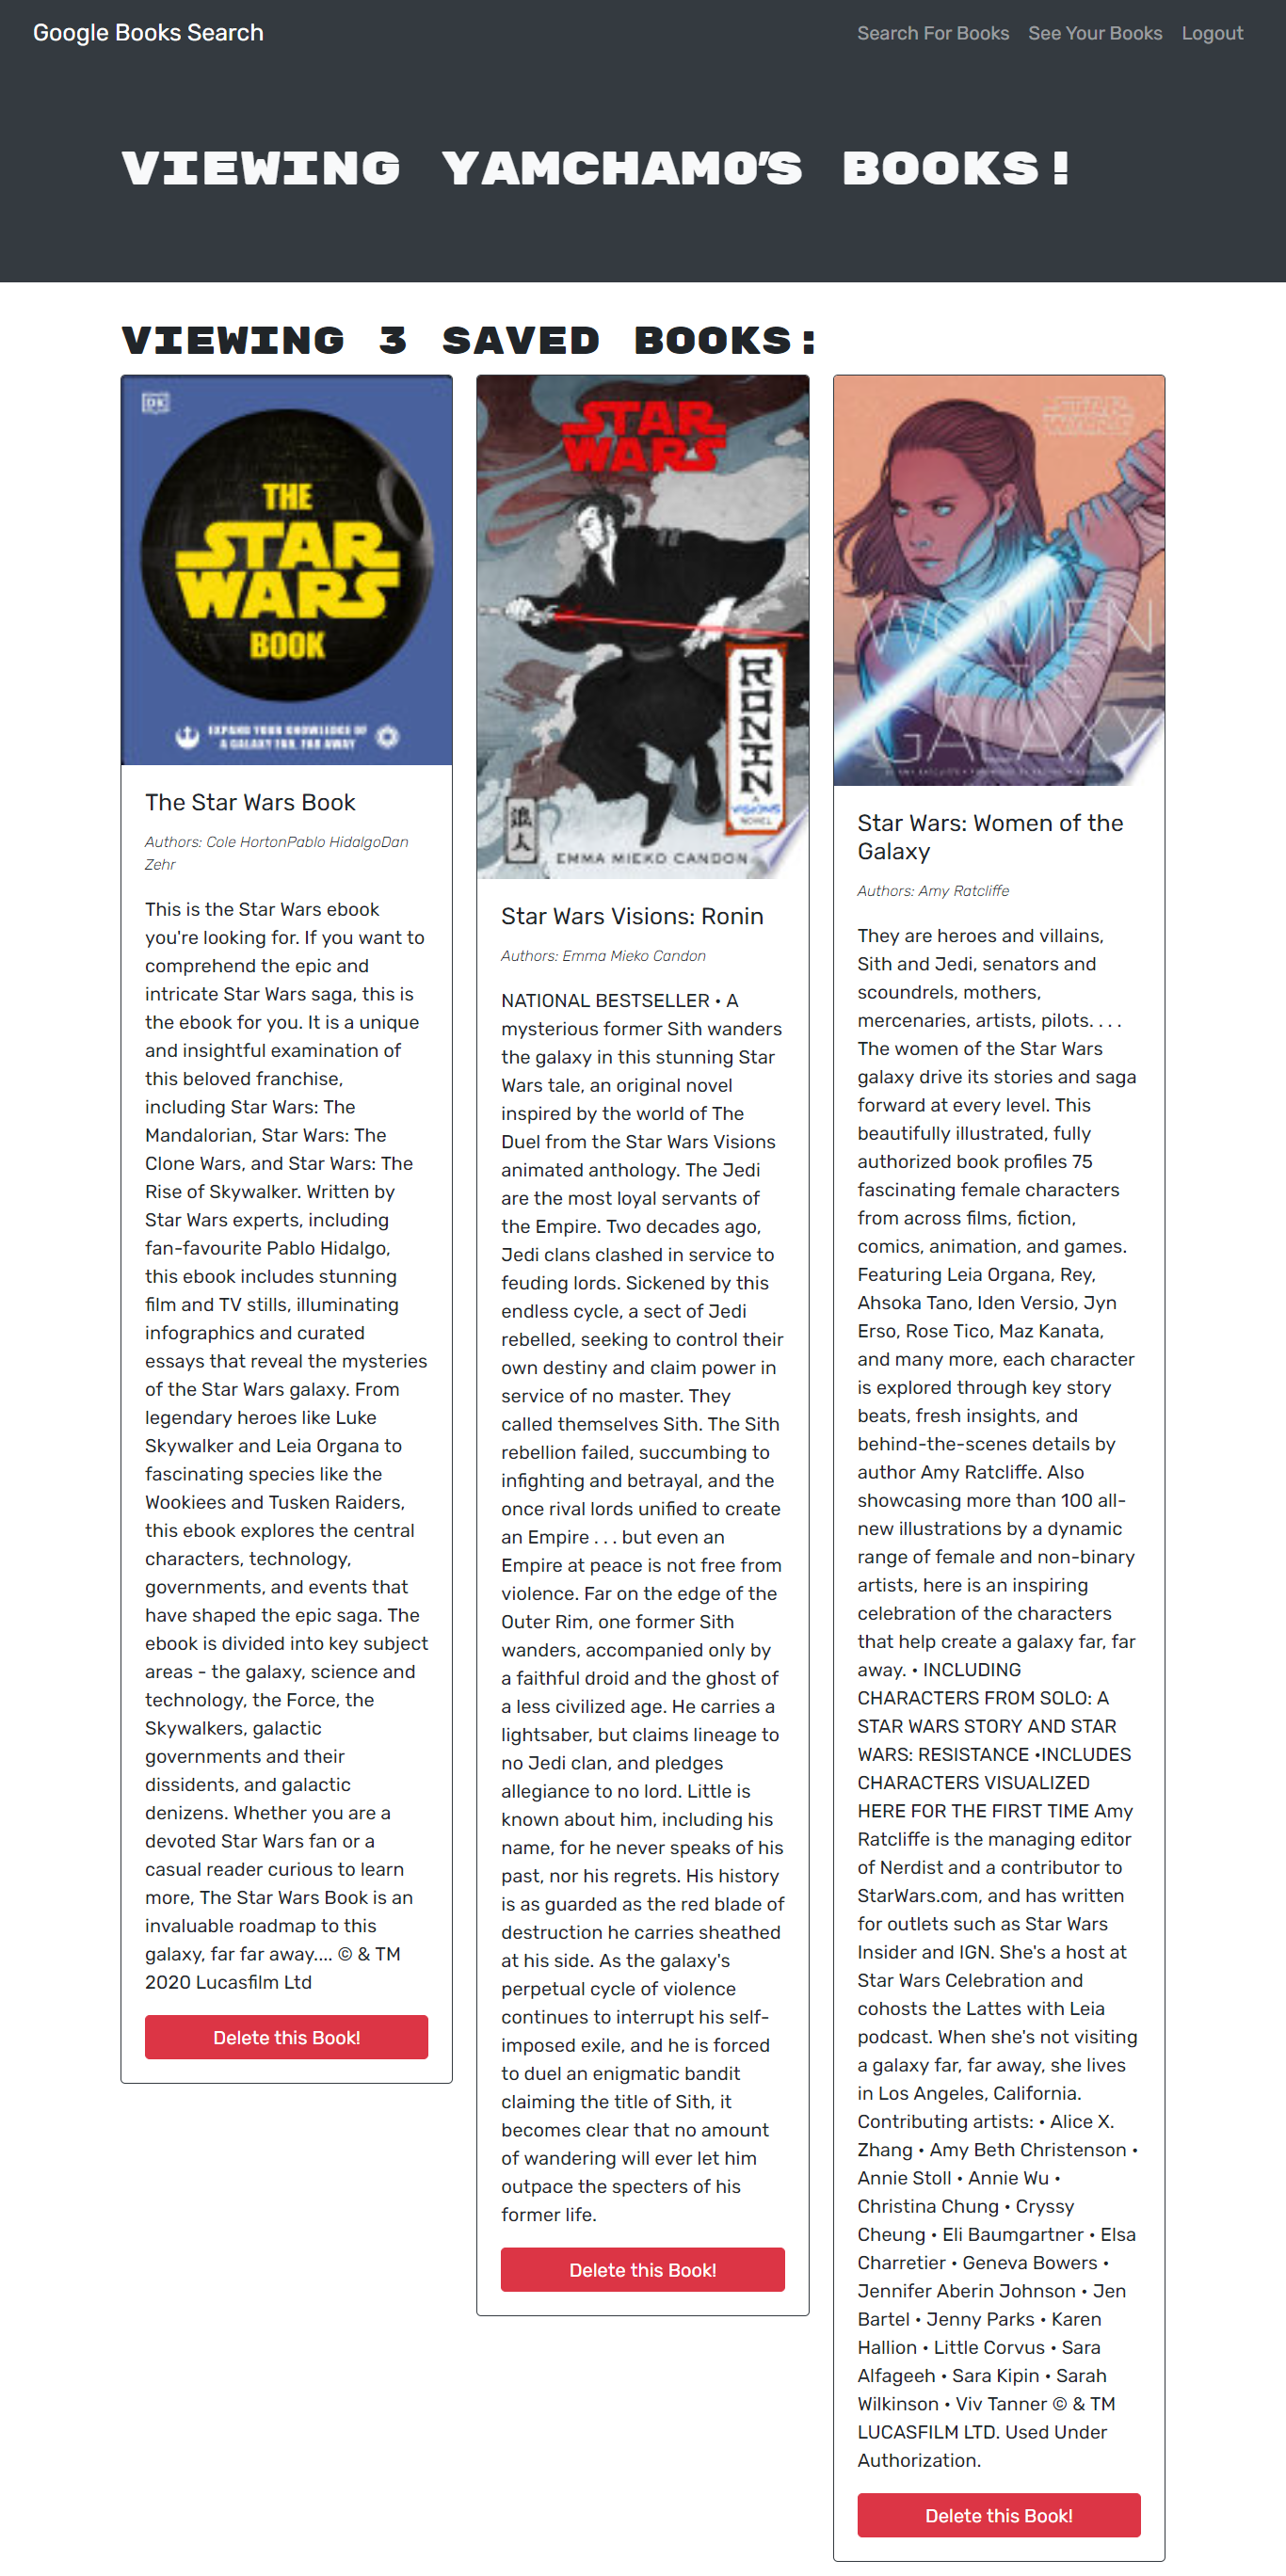 Google Books Search
Search For Books See Your Books Logout
VIEWING YAMCHAMO'S BOOKS!
VIEWING 3 SAVED BOOKS:
DK
THE
STAR
WARS
BOOK
EXPAND YOUR KNOWLEDGE OF
A GALAXY FAR, FAR AWAY
The Star Wars Book
Authors: Cole HortonPablo HidalgoDan
Zehr
This is the Star Wars ebook
you're looking for. If you want to
comprehend the epic and
intricate Star Wars saga, this is
the ebook for you. It is a unique
and insightful examination of
this beloved franchise,
including Star Wars: The
Mandalorian, Star Wars: The
Clone Wars, and Star Wars: The
Rise of Skywalker. Written by
Star Wars experts, including
fan-favourite Pablo Hidalgo,
this ebook includes stunning
film and TV stills, illuminating
infographics and curated
essays that reveal the mysteries
of the Star Wars galaxy. From
legendary heroes like Luke
Skywalker and Leia Organa to
fascinating species like the
Wookiees and Tusken Raiders,
this ebook explores the central
characters, technology,
governments, and events that
have shaped the epic saga. The
ebook is divided into key subject
areas - the galaxy, science and
technology, the Force, the
Skywalkers, galactic
governments and their
dissidents, and galactic
denizens. Whether you are a
devoted Star Wars fan or a
casual reader curious to learn
more, The Star Wars Book is an
invaluable roadmap to this
galaxy, far far away.... © & TM
2020 Lucasfilm Ltd
Delete this Book!
STAR
WARS
RONIN
A
VISIONS
NOVEL
浪
人
EMMA MIEKO CANDON
Star Wars Visions: Ronin
Authors: Emma Mieko Candon
NATIONAL BESTSELLER • A
mysterious former Sith wanders
the galaxy in this stunning Star
Wars tale, an original novel
inspired by the world of The
Duel from the Star Wars Visions
animated anthology. The Jedi
are the most loyal servants of
the Empire. Two decades ago,
Jedi clans clashed in service to
feuding lords. Sickened by this
endless cycle, a sect of Jedi
rebelled, seeking to control their
own destiny and claim power in
service of no master. They
called themselves Sith. The Sith
rebellion failed, succumbing to
infighting and betrayal, and the
once rival lords unified to create
an Empire . . . but even an
Empire at peace is not free from
violence. Far on the edge of the
Outer Rim, one former Sith
wanders, accompanied only by
a faithful droid and the ghost of
a less civilized age. He carries a
lightsaber, but claims lineage to
no Jedi clan, and pledges
allegiance to no lord. Little is
known about him, including his
name, for he never speaks of his
past, nor his regrets. His history
is as guarded as the red blade of
destruction he carries sheathed
at his side. As the galaxy's
perpetual cycle of violence
continues to interrupt his self-
imposed exile, and he is forced
to duel an enigmatic bandit
claiming the title of Sith, it
becomes clear that no amount
of wandering will ever let him
outpace the specters of his
former life.
Delete this Book!
STAR
WARS
WOMEN
OF THE
GALAXY
Star Wars: Women of the
Galaxy
Authors: Amy Ratcliffe
They are heroes and villains,
Sith and Jedi, senators and
scoundrels, mothers,
mercenaries, artists, pilots. . . .
The women of the Star Wars
galaxy drive its stories and saga
forward at every level. This
beautifully illustrated, fully
authorized book profiles 75
fascinating female characters
from across films, fiction,
comics, animation, and games.
Featuring Leia Organa, Rey,
Ahsoka Tano, Iden Versio, Jyn
Erso, Rose Tico, Maz Kanata,
and many more, each character
is explored through key story
beats, fresh insights, and
behind-the-scenes details by
author Amy Ratcliffe. Also
showcasing more than 100 all-
new illustrations by a dynamic
range of female and non-binary
artists, here is an inspiring
celebration of the characters
that help create a galaxy far, far
away. • INCLUDING
CHARACTERS FROM SOLO: A
STAR WARS STORY AND STAR
WARS: RESISTANCE •INCLUDES
CHARACTERS VISUALIZED
HERE FOR THE FIRST TIME Amy
Ratcliffe is the managing editor
of Nerdist and a contributor to
StarWars.com, and has written
for outlets such as Star Wars
Insider and IGN. She's a host at
Star Wars Celebration and
cohosts the Lattes with Leia
podcast. When she's not visiting
a galaxy far, far away, she lives
in Los Angeles, California.
Contributing artists: • Alice X.
Zhang • Amy Beth Christenson •
Annie Stoll • Annie Wu •
Christina Chung • Cryssy
Cheung • Eli Baumgartner • Elsa
Charretier • Geneva Bowers •
Jennifer Aberin Johnson • Jen
Bartel • Jenny Parks • Karen
Hallion • Little Corvus • Sara
Alfageeh • Sara Kipin • Sarah
Wilkinson • Viv Tanner © & TM
LUCASFILM LTD. Used Under
Authorization.
Delete this Book!